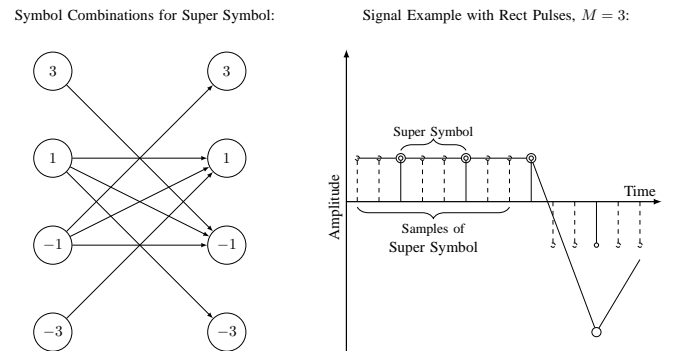 Symbol Combinations for Super Symbol:
3
3
1
1
−1
−1
−3
−3
Signal Example with Rect Pulses, M = 3:
Super Symbol
Amplitude
Time
Samples of
Super Symbol